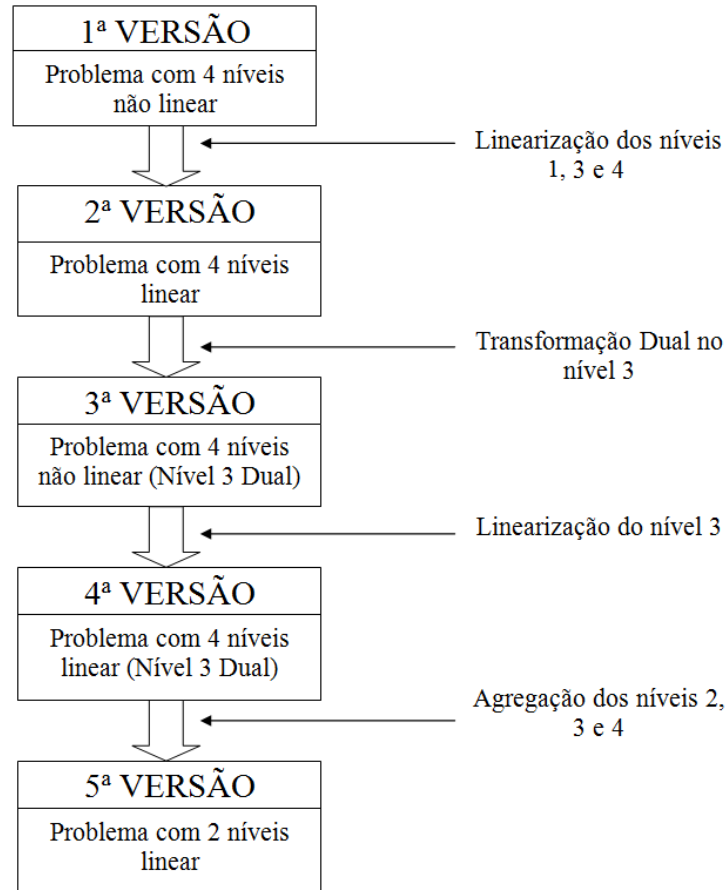 1ª VERSÃO
Problema com 4 níveis
não linear
Linearização dos níveis
1, 3 e 4
2ª VERSÃO
Problema com 4 níveis
linear
Transformação Dual no
nível 3
3ª VERSÃO
Problema com 4 níveis
não linear (Nível 3 Dual)
Linearização do nível 3
4ª VERSÃO
Problema com 4 níveis
linear (Nível 3 Dual)
Agregação dos níveis 2,
3 e 4
5ª VERSÃO
Problema com 2 níveis
linear